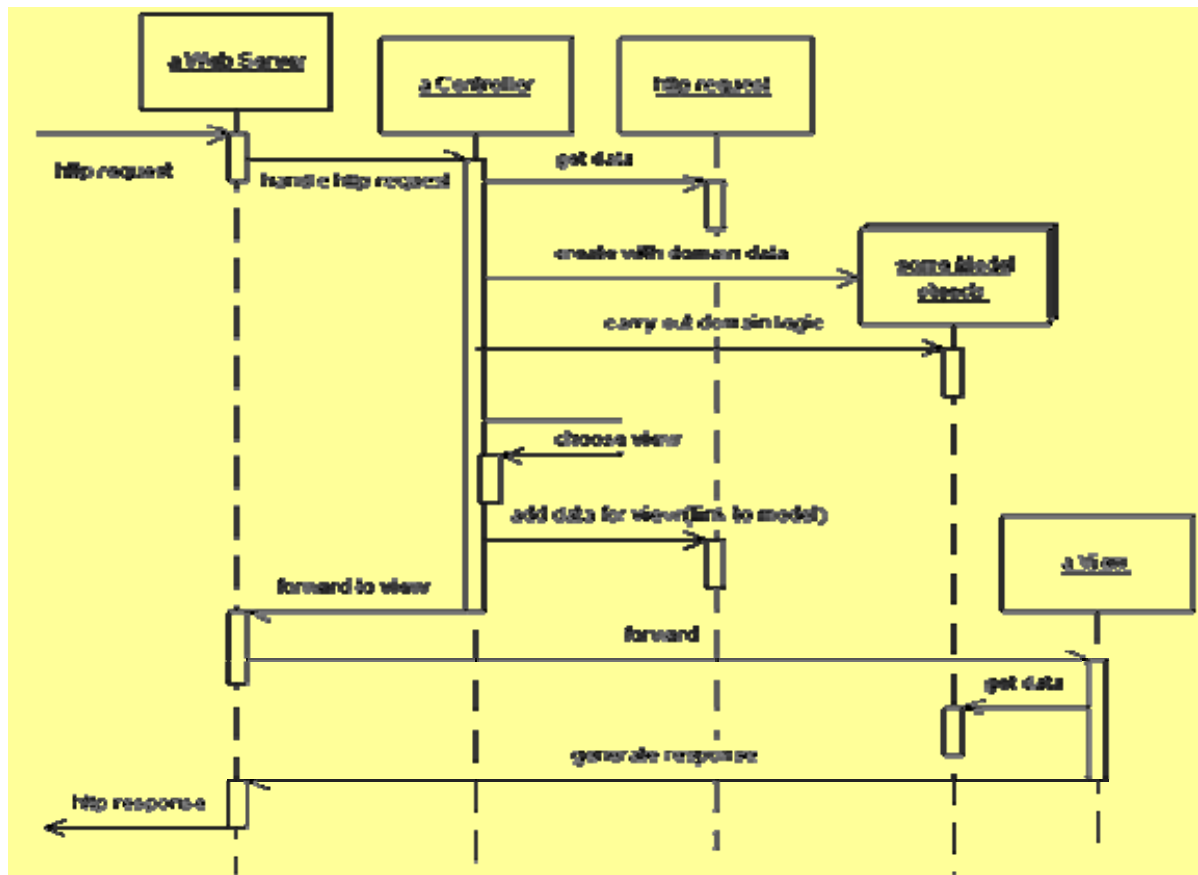 a Web Server
a Controller
http request
http request
handle http request
get data
create with domain data
some Model
objects
carry out domain logic
choose view
add data for view(link to model)
a View
forward to view
forward
get data
generate response
http response